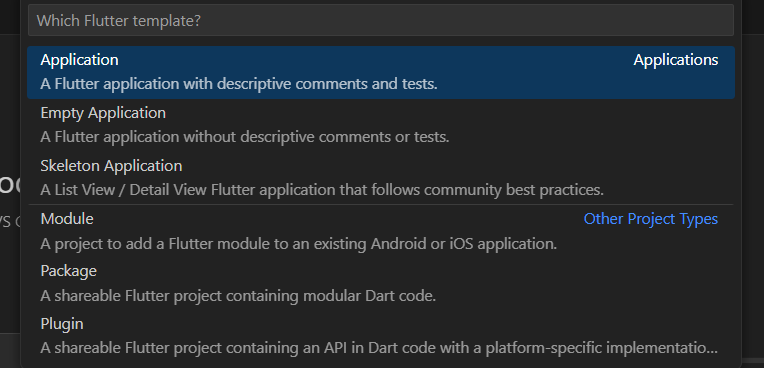 Which Flutter template?
Application Applications
A Flutter application with descriptive comments and tests.
Empty Application
A Flutter application without descriptive comments or tests.
Skeleton Application
A List View / Detail View Flutter application that follows community best practices.
Module Other Project Types
A project to add a Flutter module to an existing Android or iOS application.
Package
A shareable Flutter project containing modular Dart code.
Plugin
A shareable Flutter project containing an API in Dart code with a platform-specific implementatio...